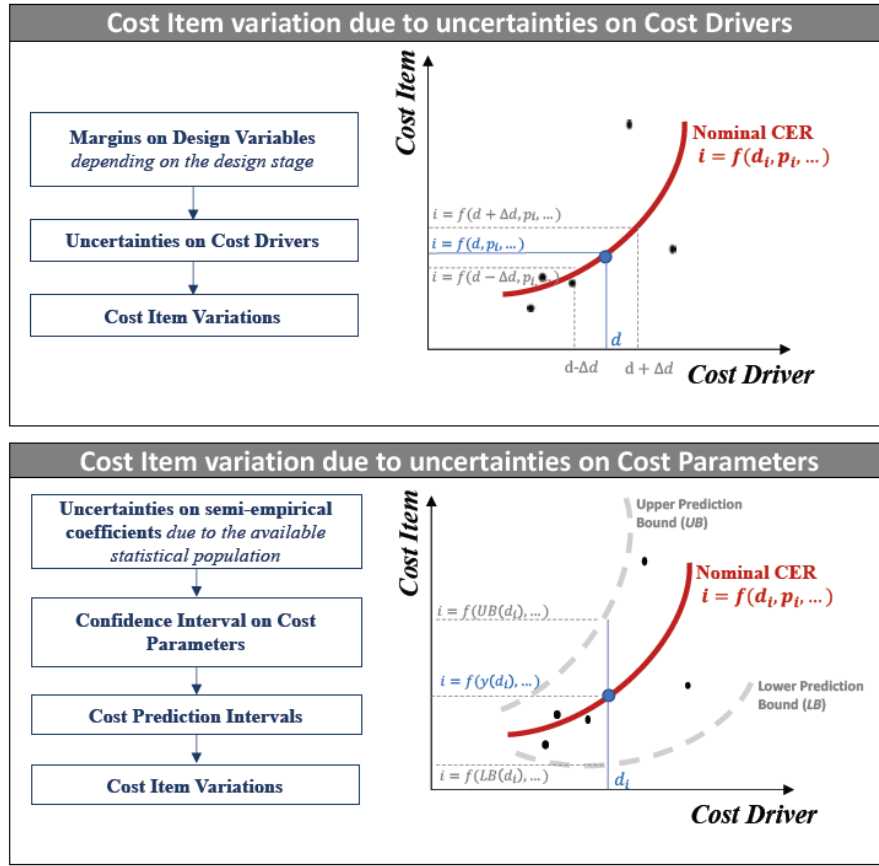 Cost Item variation due to uncertainties on Cost Drivers
Margins on Design Variables
depending on the design stage
Uncertainties on Cost Drivers
Cost Item Variations
Cost Item
Nominal CER
i = f(d_i, p_i, …)
i = f(d + Δd, p_i, …)
i = f(d, p_i, …)
i = f(d − Δd, p_i, …)
d
d-Δd
d + Δd
Cost Driver
Cost Item variation due to uncertainties on Cost Parameters
Uncertainties on semi-empirical
coefficients due to the available
statistical population
Confidence Interval on Cost
Parameters
Cost Prediction Intervals
Cost Item Variations
Cost Item
Upper Prediction
Bound (UB)
Nominal CER
i = f(d_i, p_i, …)
i = f(UB(d_i), …)
i = f(y(d_i), …)
Lower Prediction
Bound (LB)
i = f(LB(d_i), …)
d_i
Cost Driver